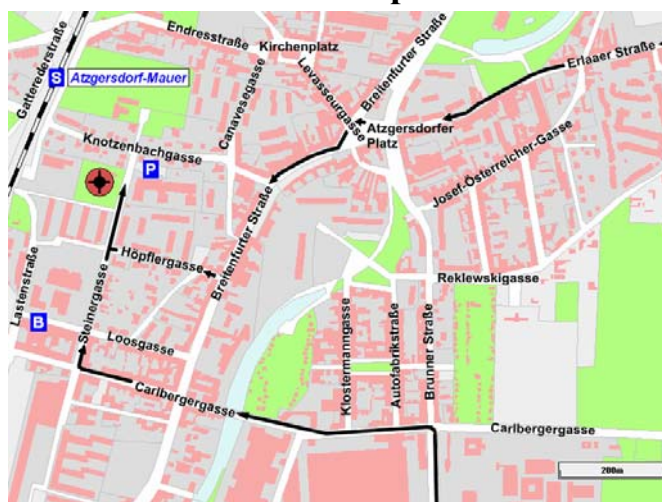 Endresstraße
Kirchenplatz
Breitenfurter Straße
Erlaaer Straße
Gatterederstraße
S Atzgersdorf-Mauer
Canavesegasse
Levasseurgasse
Atzgersdorfer
Platz
Knotzenbachgasse
P
Josef-Österreicher-Gasse
Breitenfurter Straße
Höpflergasse
Reklewskigasse
Lastenstraße
Steinergasse
B
Loosgasse
Klostermanngasse
Autofabrikstraße
Brunner Straße
Carlbergergasse
Carlbergergasse
200m